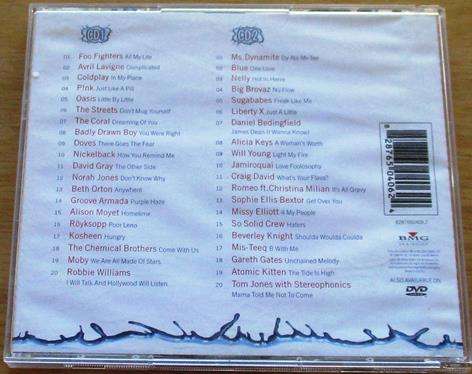 CD1
01 Foo Fighters All My Life
02 Avril Lavigne Complicated
03 Coldplay In My Place
04 P!nk Just Like A Pill
05 Oasis Little By Little
06 The Streets Don't Mug Yourself
07 The Coral Dreaming Of You
08 Badly Drawn Boy You Were Right
09 Doves There Goes The Fear
10 Nickelback How You Remind Me
11 David Gray The Other Side
12 Norah Jones Don't Know Why
13 Beth Orton Anywhere
14 Groove Armada Purple Haze
15 Alison Moyet Hometime
16 Röyksopp Poor Leno
17 Kosheen Hungry
18 The Chemical Brothers Come With Us
19 Moby We Are All Made Of Stars
20 Robbie Williams
I Will Talk And Hollywood Will Listen
CD2
01 Ms Dynamite Dy-Na-Mi-Tee
02 Blue One Love
03 Nelly Hot In Herre
04 Big Brovaz Nu Flow
05 Sugababes Freak Like Me
06 Liberty X Just A Little
07 Daniel Bedingfield
James Dean (I Wanna Know)
08 Alicia Keys A Woman's Worth
09 Will Young Light My Fire
10 Jamiroquai Love Foolosophy
11 Craig David What's Your Flava?
12 Romeo ft.Christina Milian It's All Gravy
13 Sophie Ellis Bextor Get Over You
14 Missy Elliott 4 My People
15 So Solid Crew Haters
16 Beverley Knight Shoulda Woulda Coulda
17 Mis-Teeq B With Me
18 Gareth Gates Unchained Melody
19 Atomic Kitten The Tide Is High
20 Tom Jones with Stereophonics
Mama Told Me Not To Come
BMG
ALSO AVAILABLE ON
DVD